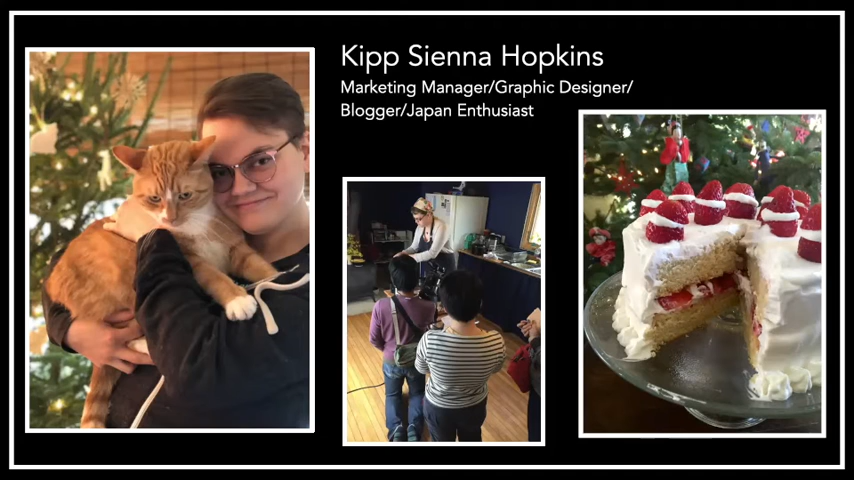 Kipp Sienna Hopkins
Marketing Manager/Graphic Designer/
Blogger/Japan Enthusiast